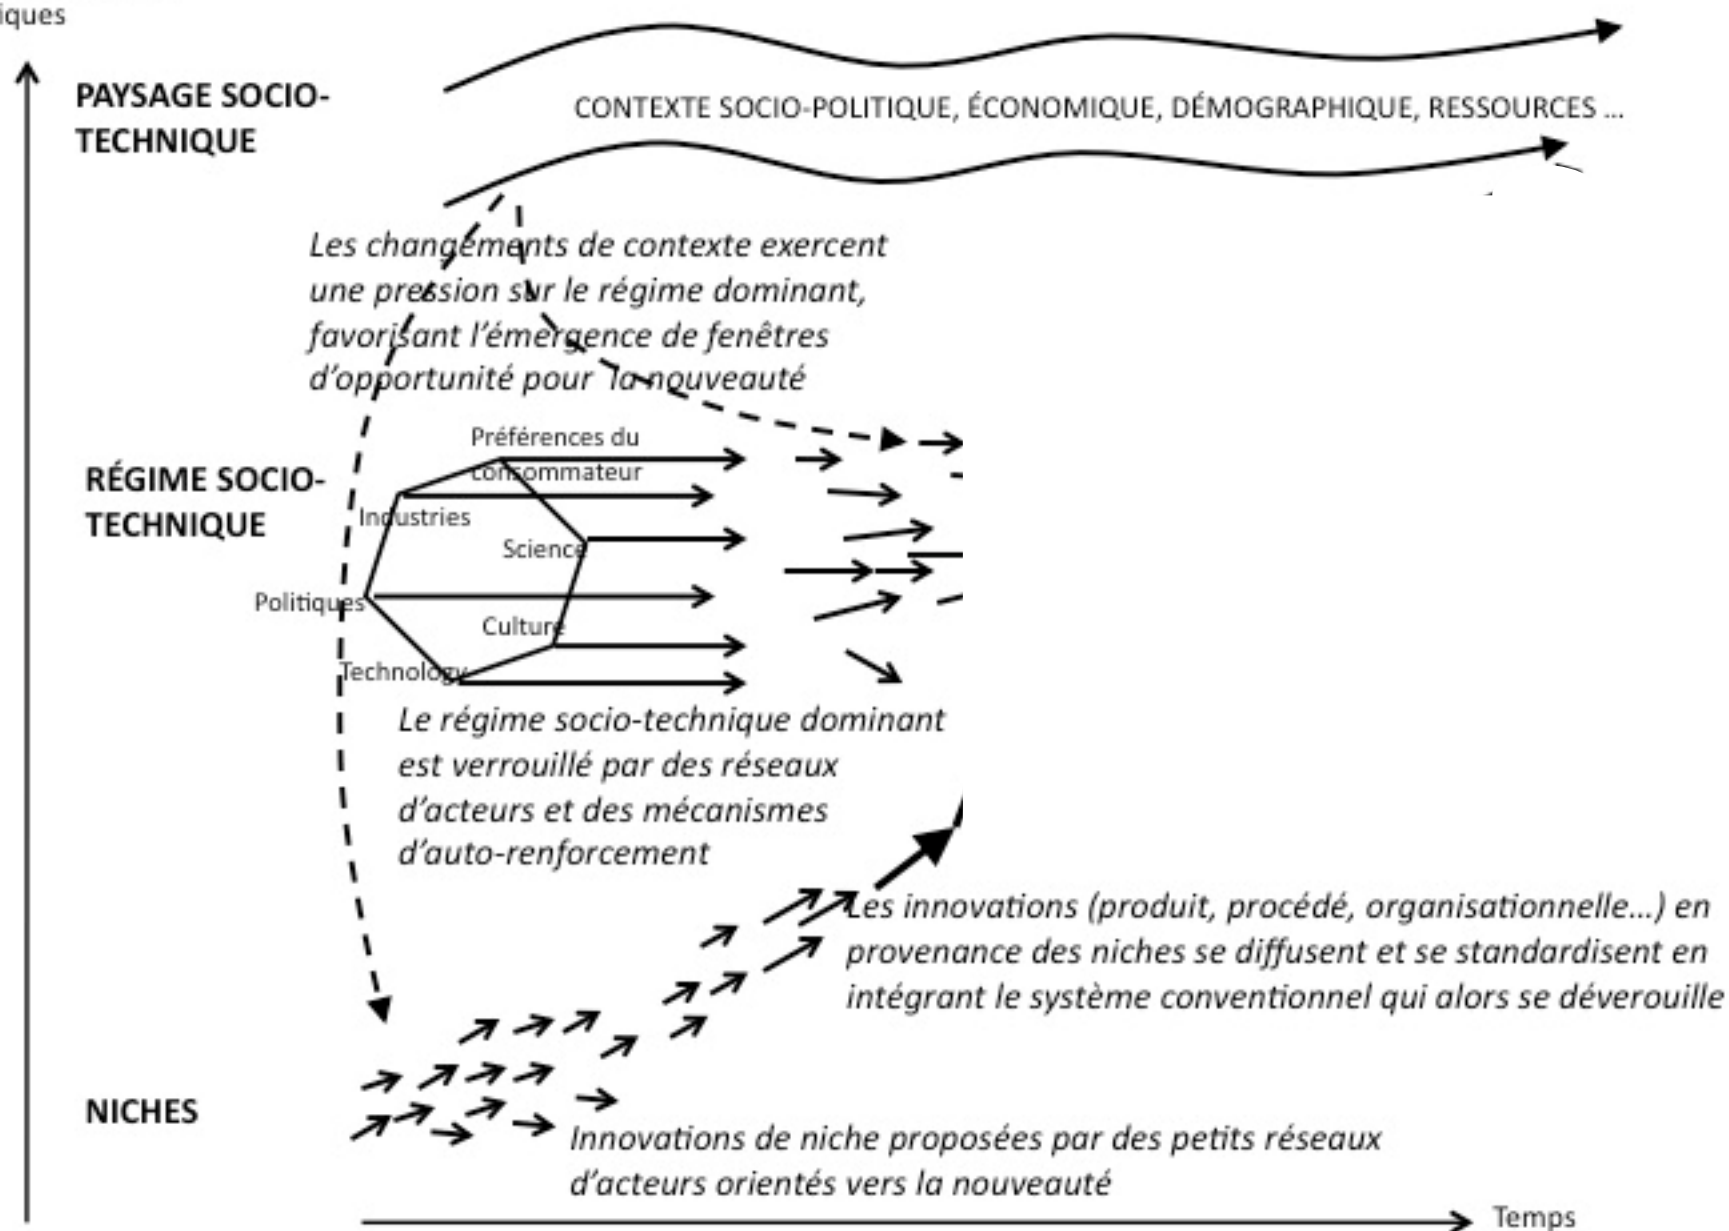 iques
PAYSAGE SOCIO-
TECHNIQUE
CONTEXTE SOCIO-POLITIQUE, ÉCONOMIQUE, DÉMOGRAPHIQUE, RESSOURCES ...
Les changements de contexte exercent
une pression sur le régime dominant,
favorisant l’émergence de fenêtres
d’opportunité pour la nouveauté
RÉGIME SOCIO-
TECHNIQUE
Préférences du
consommateur
Industries
Science
Politiques
Culture
Technology
Le régime socio-technique dominant
est verrouillé par des réseaux
d’acteurs et des mécanismes
d’auto-renforcement
Les innovations (produit, procédé, organisationnelle...) en
provenance des niches se diffusent et se standardisent en
intégrant le système conventionnel qui alors se déverouille
NICHES
Innovations de niche proposées par des petits réseaux
d’acteurs orientés vers la nouveauté
Temps